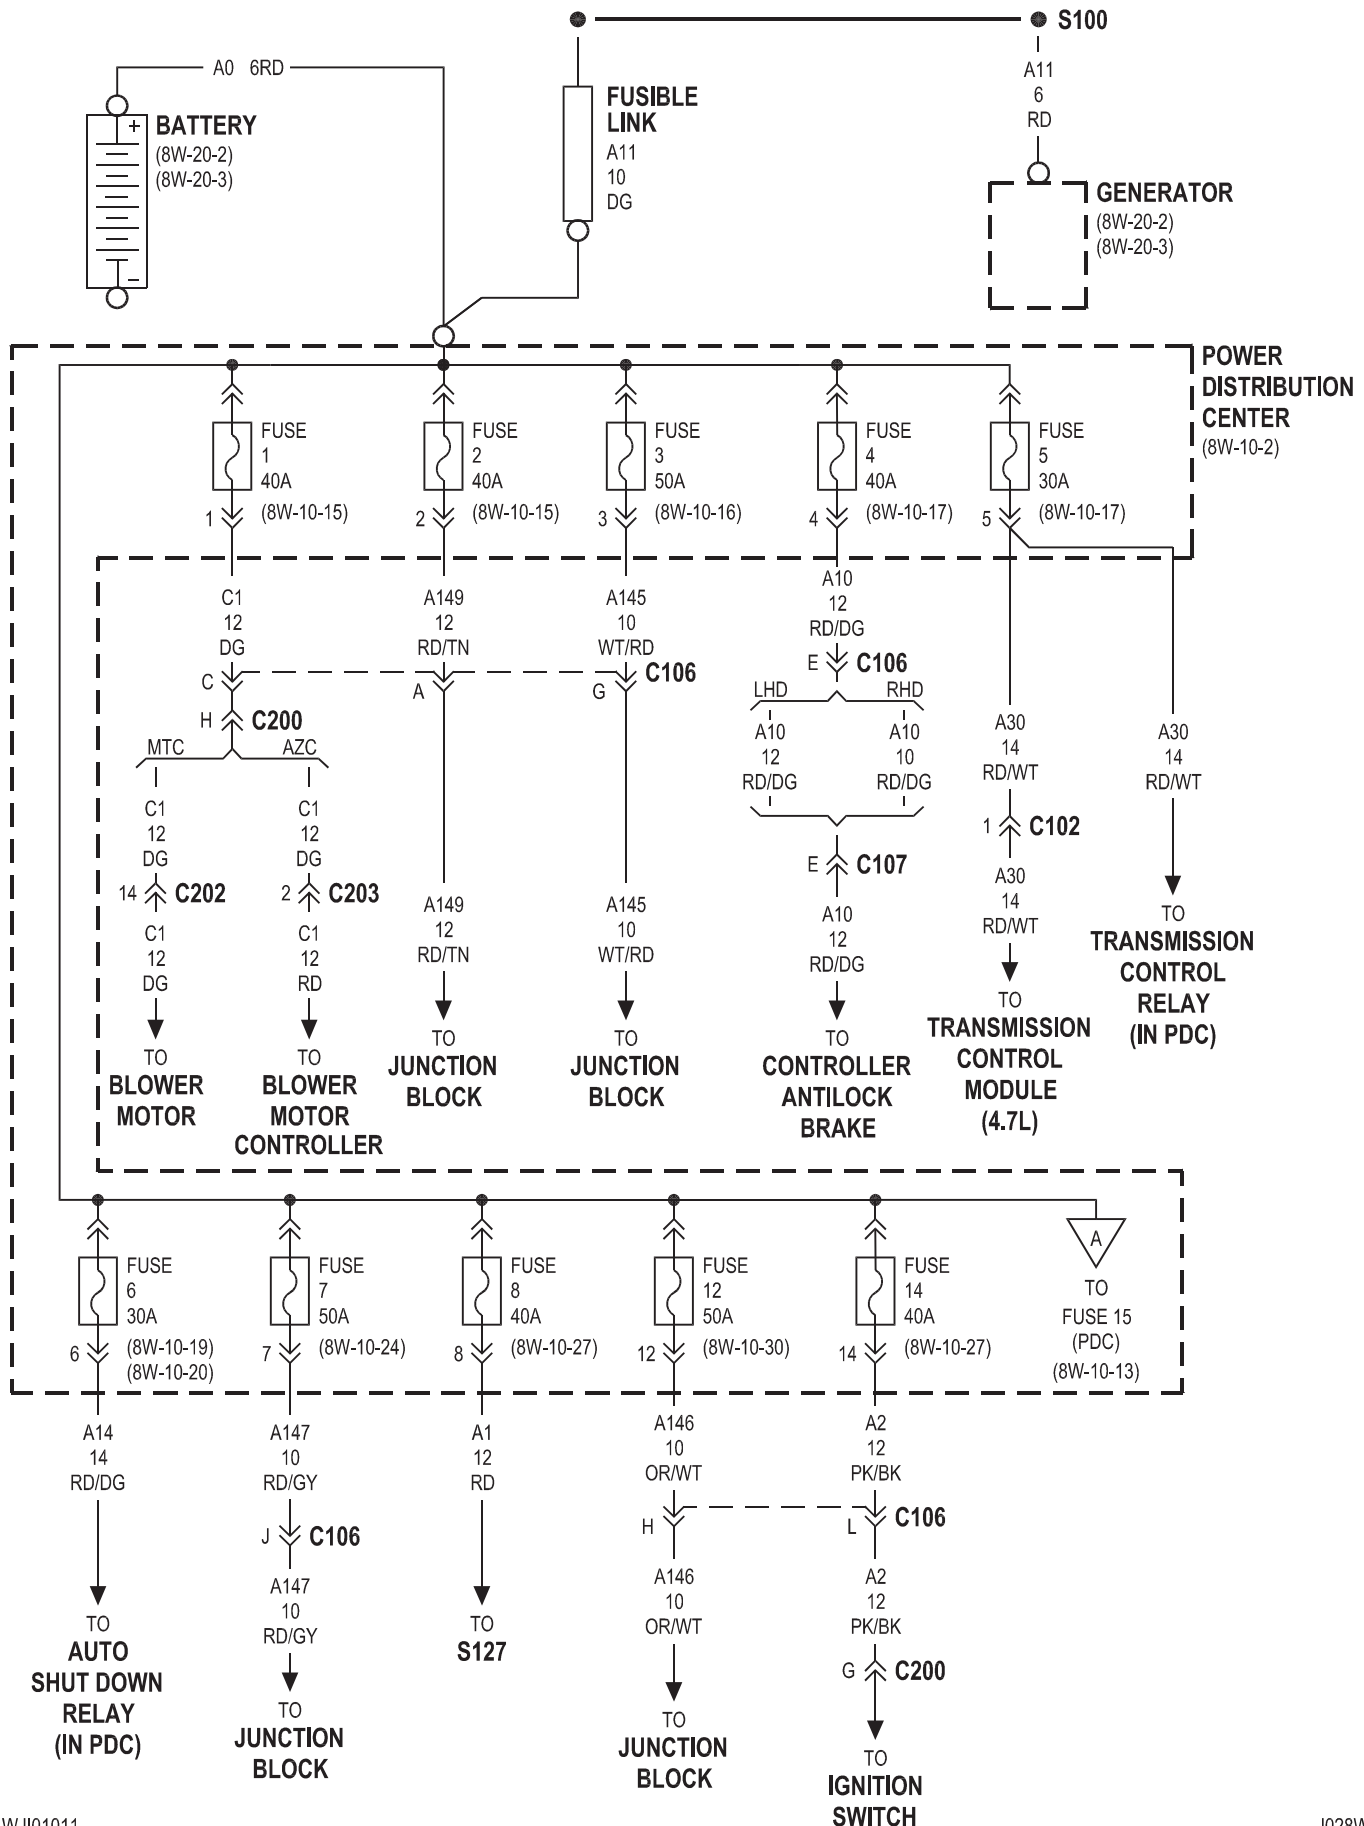 S100
A0 6RD
A11
6
RD
BATTERY
(8W-20-2)
(8W-20-3)
+
−
FUSIBLE
LINK
A11
10
DG
GENERATOR
(8W-20-2)
(8W-20-3)
POWER
DISTRIBUTION
CENTER
(8W-10-2)
FUSE
1
40A
(8W-10-15)
1
FUSE
2
40A
(8W-10-15)
2
FUSE
3
50A
(8W-10-16)
3
FUSE
4
40A
(8W-10-17)
4
FUSE
5
30A
(8W-10-17)
5
C1
12
DG
C
H C200
MTC AZC
C1
12
DG
14 C202
C1
12
DG
TO
BLOWER
MOTOR
C1
12
DG
2 C203
C1
12
RD
TO
BLOWER
MOTOR
CONTROLLER
A149
12
RD/TN
A
A149
12
RD/TN
TO
JUNCTION
BLOCK
A145
10
WT/RD
G C106
A145
10
WT/RD
TO
JUNCTION
BLOCK
A10
12
RD/DG
E C106
LHD RHD
A10
12
RD/DG
A10
10
RD/DG
E C107
A10
12
RD/DG
TO
CONTROLLER
ANTILOCK
BRAKE
A30
14
RD/WT
1 C102
A30
14
RD/WT
TO
TRANSMISSION
CONTROL
MODULE
(4.7L)
A30
14
RD/WT
TO
TRANSMISSION
CONTROL
RELAY
(IN PDC)
FUSE
6
30A
(8W-10-19)
(8W-10-20)
6
FUSE
7
50A
(8W-10-24)
7
FUSE
8
40A
(8W-10-27)
8
FUSE
12
50A
(8W-10-30)
12
FUSE
14
40A
(8W-10-27)
14
A
TO
FUSE 15
(PDC)
(8W-10-13)
A14
14
RD/DG
TO
AUTO
SHUT DOWN
RELAY
(IN PDC)
A147
10
RD/GY
J C106
A147
10
RD/GY
TO
JUNCTION
BLOCK
A1
12
RD
TO
S127
A146
10
OR/WT
H
A146
10
OR/WT
TO
JUNCTION
BLOCK
A2
12
PK/BK
L C106
A2
12
PK/BK
G C200
TO
IGNITION
SWITCH